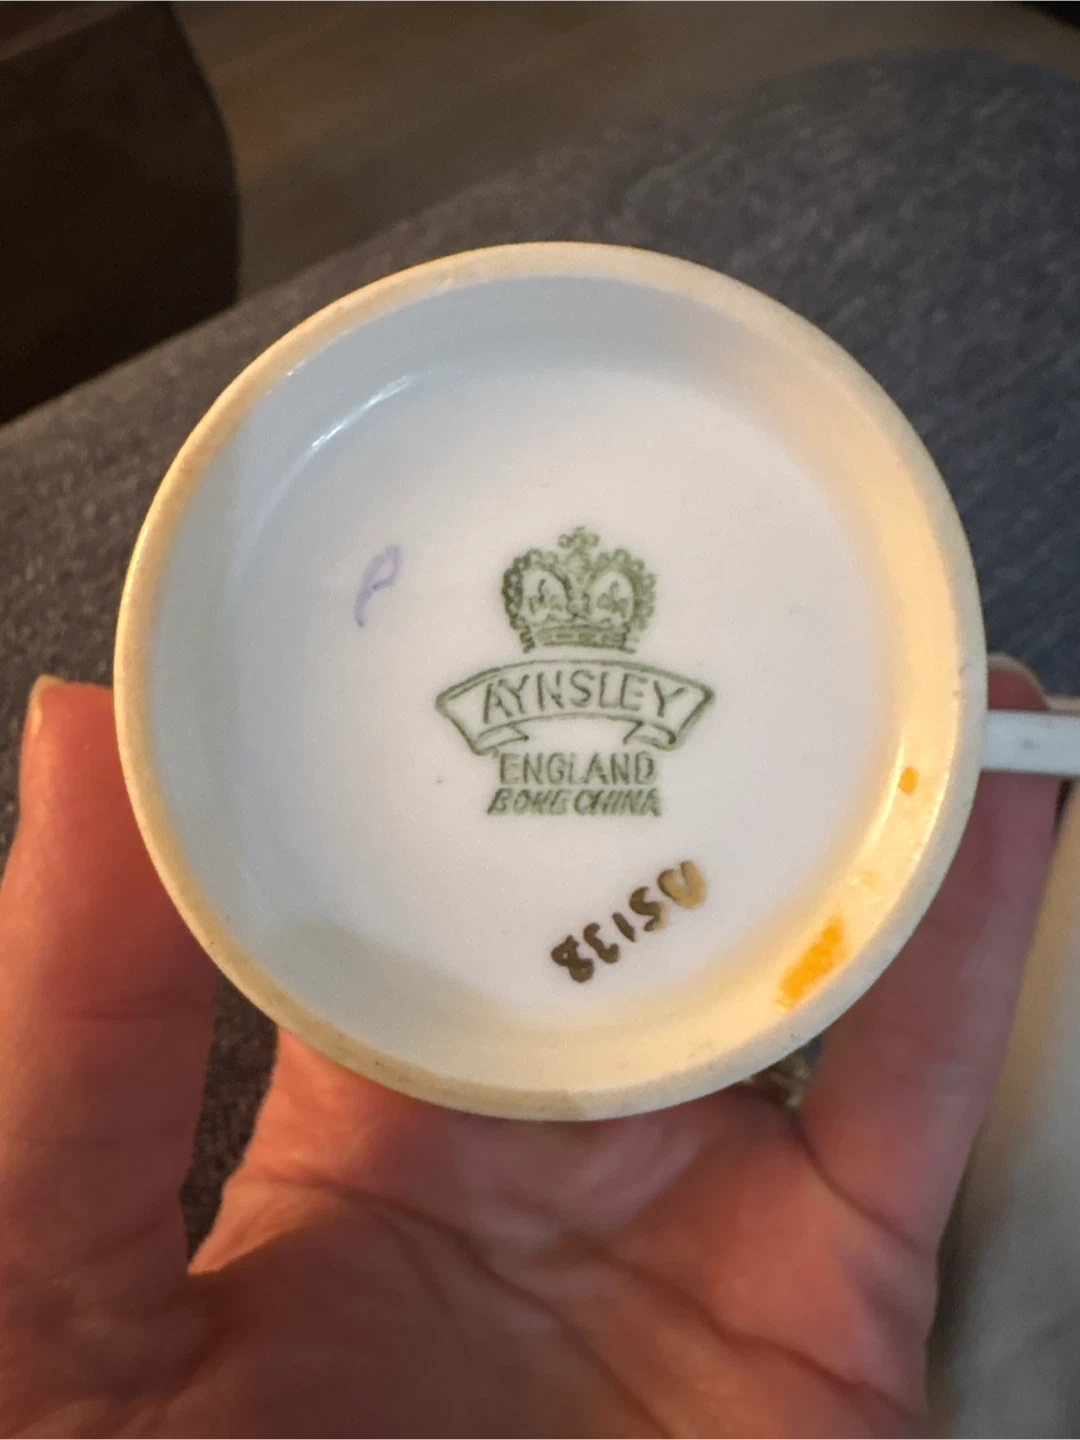 P
AYNSLEY
ENGLAND
BONE CHINA
A5138